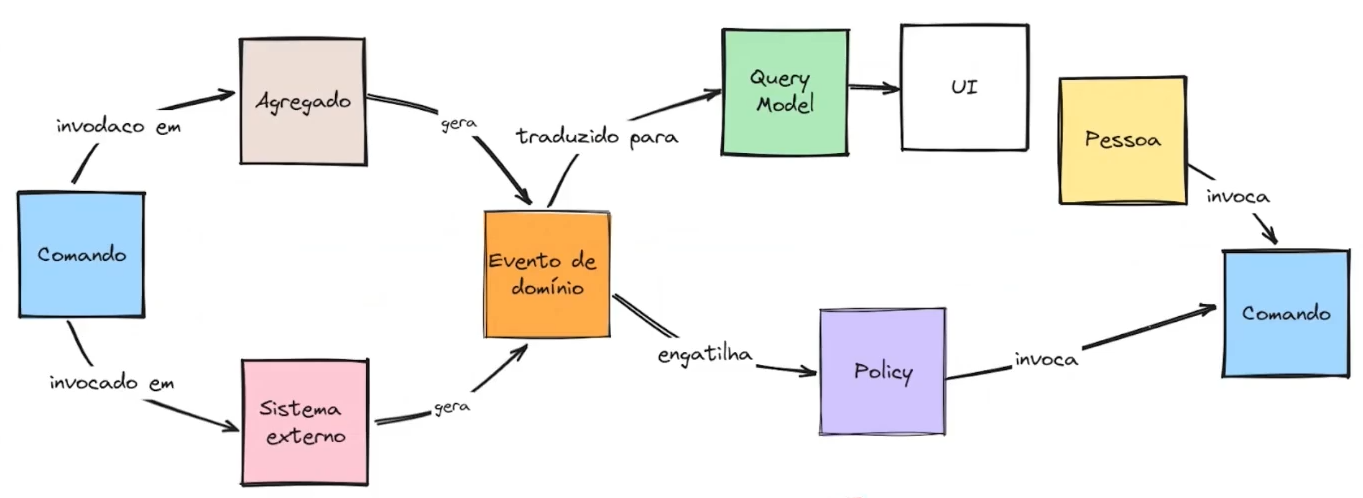 Agregado
Query
Model
UI
Pessoa
invodaco em
gera
traduzido para
invoca
Comando
Evento de
domínio
Comando
engatilha
Policy
invoca
invocado em
Sistema
externo
gera